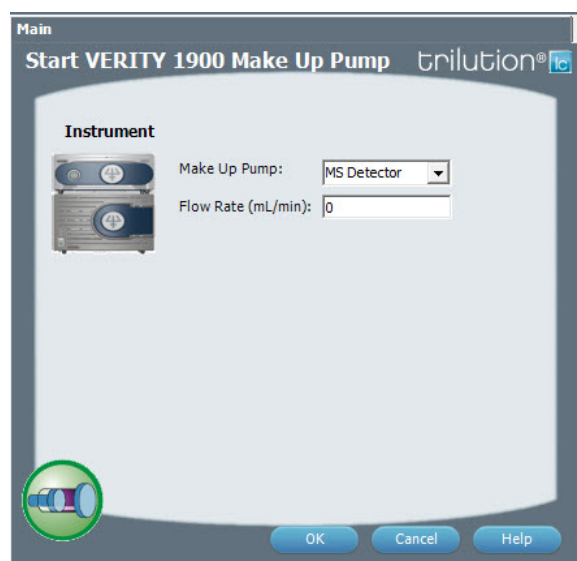 Main
Start VERITY 1900 Make Up Pump trilution® lc
Instrument
Make Up Pump: MS Detector
Flow Rate (mL/min): 0
OK Cancel Help